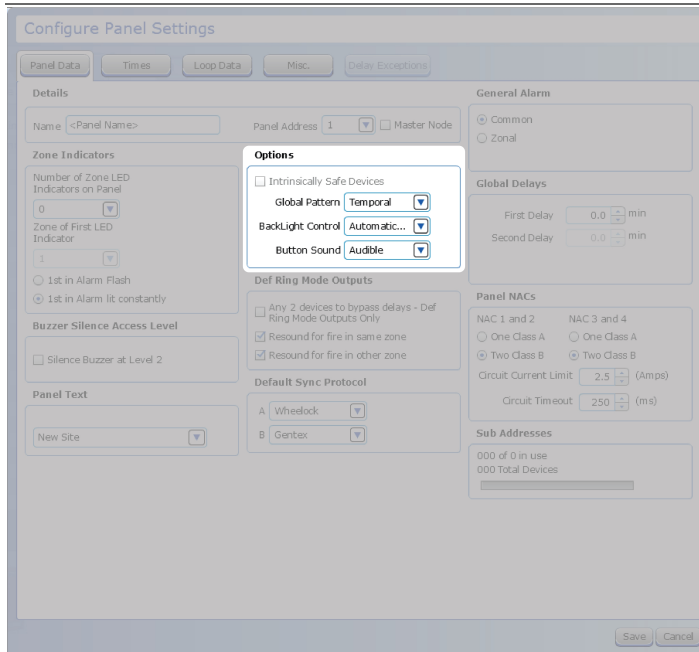 Configure Panel Settings
Panel Data
Times
Loop Data
Misc.
Delay Exceptions
Details
Name <Panel Name>
Panel Address 1
Master Node
Zone Indicators
Number of Zone LED
Indicators on Panel
0
Zone of First LED
Indicator
1
1st in Alarm Flash
1st in Alarm lit constantly
Buzzer Silence Access Level
Silence Buzzer at Level 2
Panel Text
New Site
Options
Intrinsically Safe Devices
Global Pattern Temporal
BackLight Control Automatic...
Button Sound Audible
Def Ring Mode Outputs
Any 2 devices to bypass delays - Def
Ring Mode Outputs Only
Resound for fire in same zone
Resound for fire in other zone
Default Sync Protocol
A Wheelock
B Gentex
General Alarm
Common
Zonal
Global Delays
First Delay 0.0 min
Second Delay 0.0 min
Panel NACs
NAC 1 and 2 NAC 3 and 4
One Class A One Class A
Two Class B Two Class B
Circuit Current Limit 2.5 (Amps)
Circuit Timeout 250 (ms)
Sub Addresses
000 of 0 in use
000 Total Devices
Save Cancel